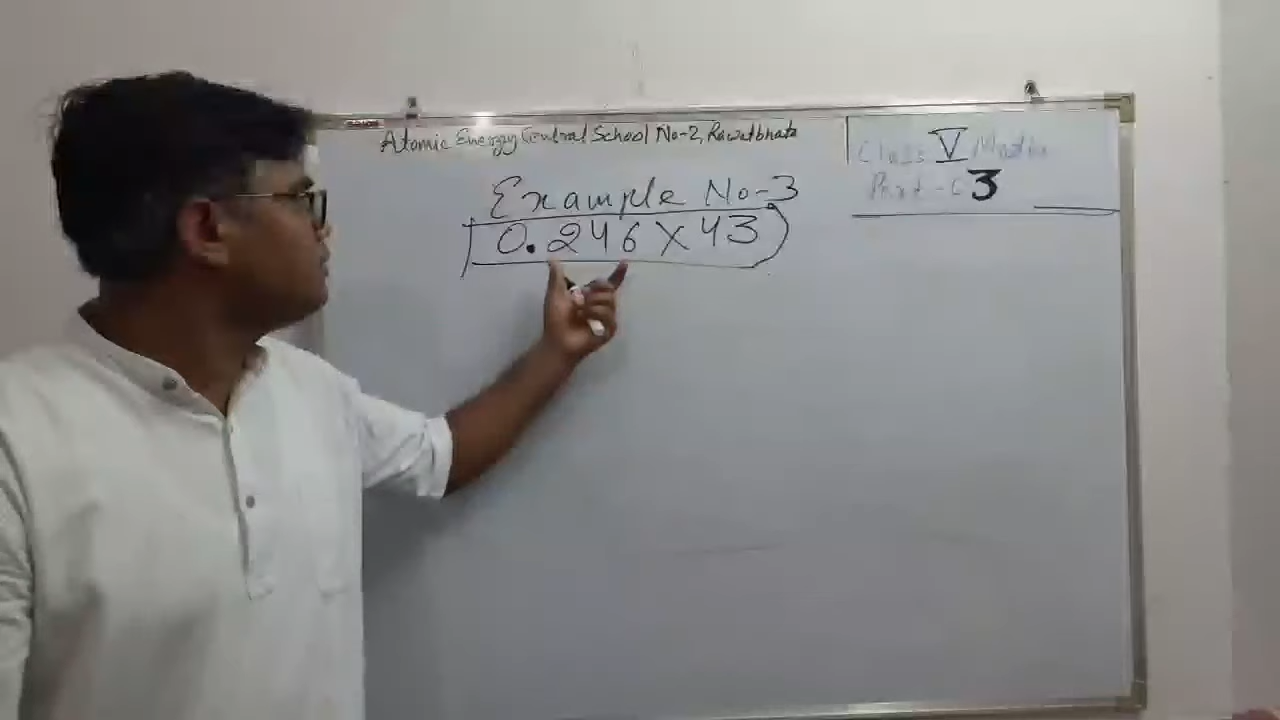 Atomic Energy Central School No-2, Rawatbhata
Class V Maths
Part - 3
Example No-3
0.246 X 43